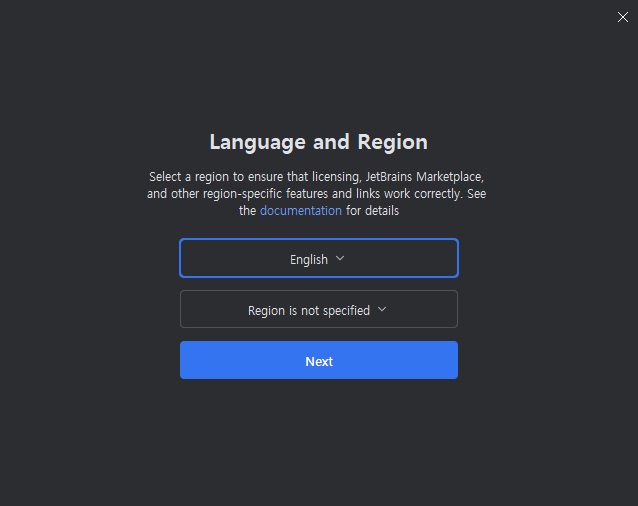 Language and Region
Select a region to ensure that licensing, JetBrains Marketplace,
and other region-specific features and links work correctly. See
the documentation for details
English
Region is not specified
Next